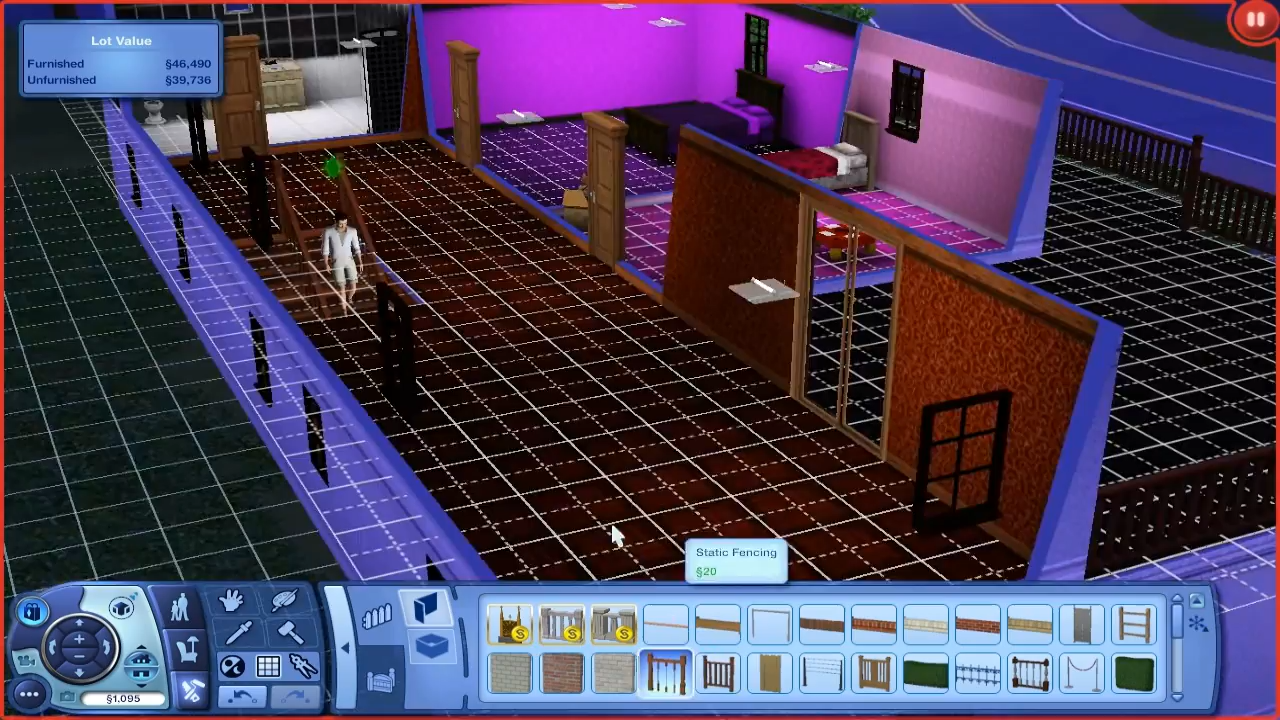 Lot Value
Furnished §46,490
Unfurnished §39,736
Static Fencing
§20
§1,095